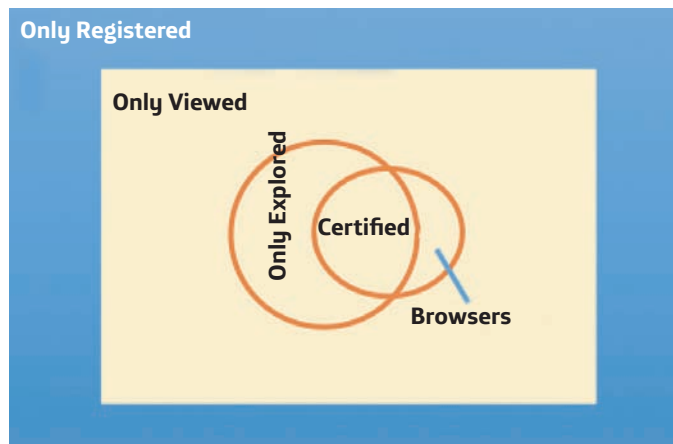 Only Registered
Only Viewed
Only Explored
Certified
Browsers